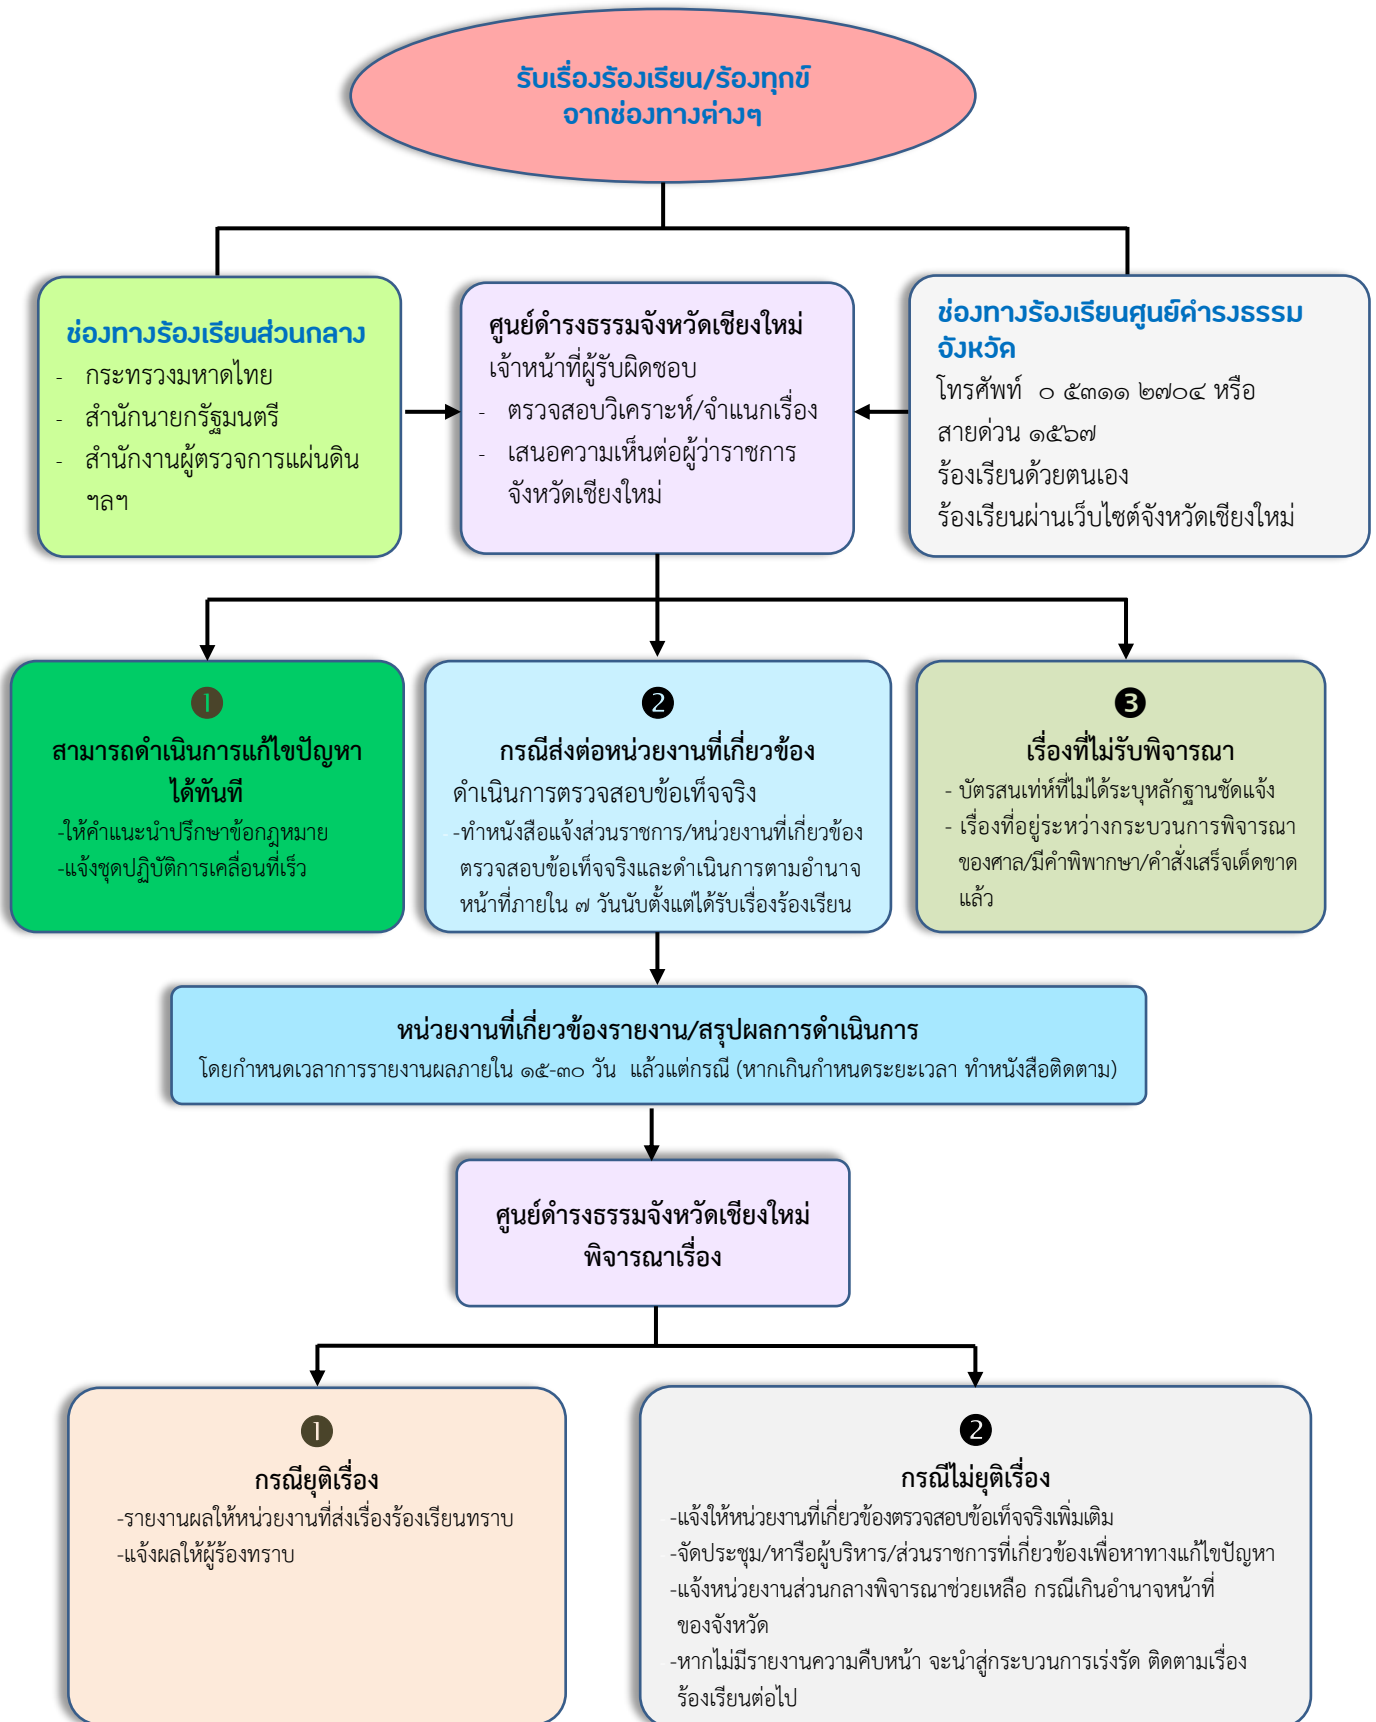 รับเรื่องร้องเรียน/ร้องทุกข์
จากช่องทางต่างๆ
ช่องทางร้องเรียนส่วนกลาง
- กระทรวงมหาดไทย
- สำนักนายกรัฐมนตรี
- สำนักงานผู้ตรวจการแผ่นดิน
ฯลฯ
ศูนย์ดำรงธรรมจังหวัดเชียงใหม่
เจ้าหน้าที่ผู้รับผิดชอบ
- ตรวจสอบวิเคราะห์/จำแนกเรื่อง
- เสนอความเห็นต่อผู้ว่าราชการ
จังหวัดเชียงใหม่
ช่องทางร้องเรียนศูนย์ดำรงธรรม
จังหวัด
โทรศัพท์ ๐ ๕๓๑๑ ๒๗๐๔ หรือ
สายด่วน ๑๕๖๗
ร้องเรียนด้วยตนเอง
ร้องเรียนผ่านเว็บไซต์จังหวัดเชียงใหม่
❶
สามารถดำเนินการแก้ไขปัญหา
ได้ทันที
-ให้คำแนะนำปรึกษาข้อกฎหมาย
-แจ้งชุดปฏิบัติการเคลื่อนที่เร็ว
❷
กรณีส่งต่อหน่วยงานที่เกี่ยวข้อง
ดำเนินการตรวจสอบข้อเท็จจริง
-ทำหนังสือแจ้งส่วนราชการ/หน่วยงานที่เกี่ยวข้อง
ตรวจสอบข้อเท็จจริงและดำเนินการตามอำนาจ
หน้าที่ภายใน ๗ วันนับตั้งแต่ได้รับเรื่องร้องเรียน
❸
เรื่องที่ไม่รับพิจารณา
- บัตรสนเท่ห์ที่ไม่ได้ระบุหลักฐานชัดแจ้ง
- เรื่องที่อยู่ระหว่างกระบวนการพิจารณา
ของศาล/มีคำพิพากษา/คำสั่งเสร็จเด็ดขาด
แล้ว
หน่วยงานที่เกี่ยวข้องรายงาน/สรุปผลการดำเนินการ
โดยกำหนดเวลาการรายงานผลภายใน ๑๕-๓๐ วัน แล้วแต่กรณี (หากเกินกำหนดระยะเวลา ทำหนังสือติดตาม)
ศูนย์ดำรงธรรมจังหวัดเชียงใหม่
พิจารณาเรื่อง
❶
กรณียุติเรื่อง
-รายงานผลให้หน่วยงานที่ส่งเรื่องร้องเรียนทราบ
-แจ้งผลให้ผู้ร้องทราบ
❷
กรณีไม่ยุติเรื่อง
-แจ้งให้หน่วยงานที่เกี่ยวข้องตรวจสอบข้อเท็จจริงเพิ่มเติม
-จัดประชุม/หารือผู้บริหาร/ส่วนราชการที่เกี่ยวข้องเพื่อหาทางแก้ไขปัญหา
-แจ้งหน่วยงานส่วนกลางพิจารณาช่วยเหลือ กรณีเกินอำนาจหน้าที่
ของจังหวัด
-หากไม่มีรายงานความคืบหน้า จะนำสู่กระบวนการเร่งรัด ติดตามเรื่อง
ร้องเรียนต่อไป